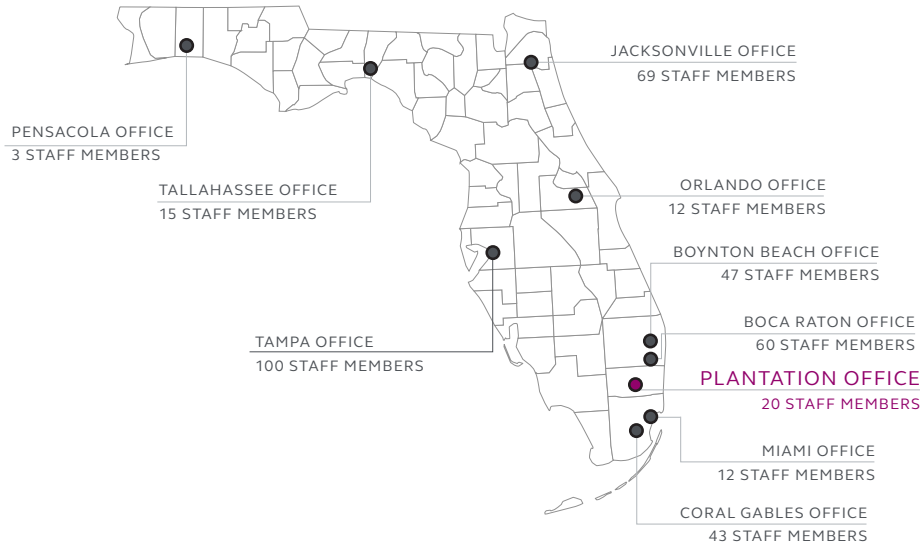 JACKSONVILLE OFFICE
69 STAFF MEMBERS
PENSACOLA OFFICE
3 STAFF MEMBERS
TALLAHASSEE OFFICE
15 STAFF MEMBERS
ORLANDO OFFICE
12 STAFF MEMBERS
BOYNTON BEACH OFFICE
47 STAFF MEMBERS
TAMPA OFFICE
100 STAFF MEMBERS
BOCA RATON OFFICE
60 STAFF MEMBERS
PLANTATION OFFICE
20 STAFF MEMBERS
MIAMI OFFICE
12 STAFF MEMBERS
CORAL GABLES OFFICE
43 STAFF MEMBERS